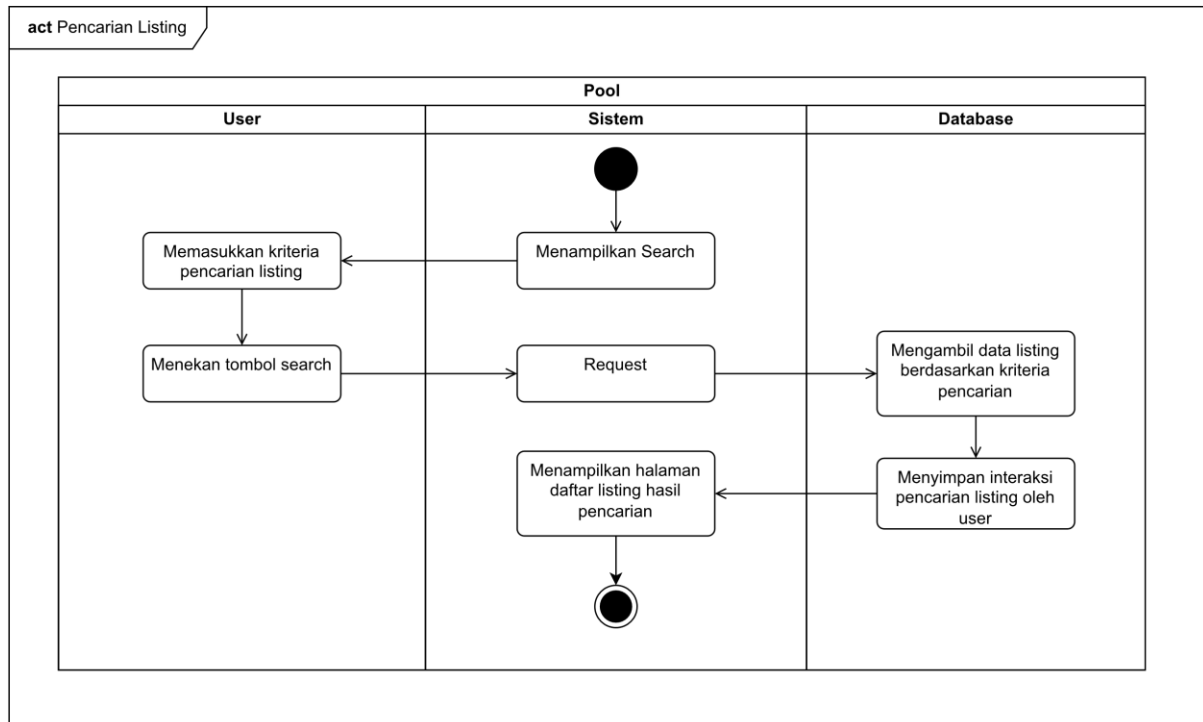 act Pencarian Listing
Pool
User
Sistem
Database
Memasukkan kriteria
pencarian listing
Menampilkan Search
Menekan tombol search
Request
Mengambil data listing
berdasarkan kriteria
pencarian
Menampilkan halaman
daftar listing hasil
pencarian
Menyimpan interaksi
pencarian listing oleh
user